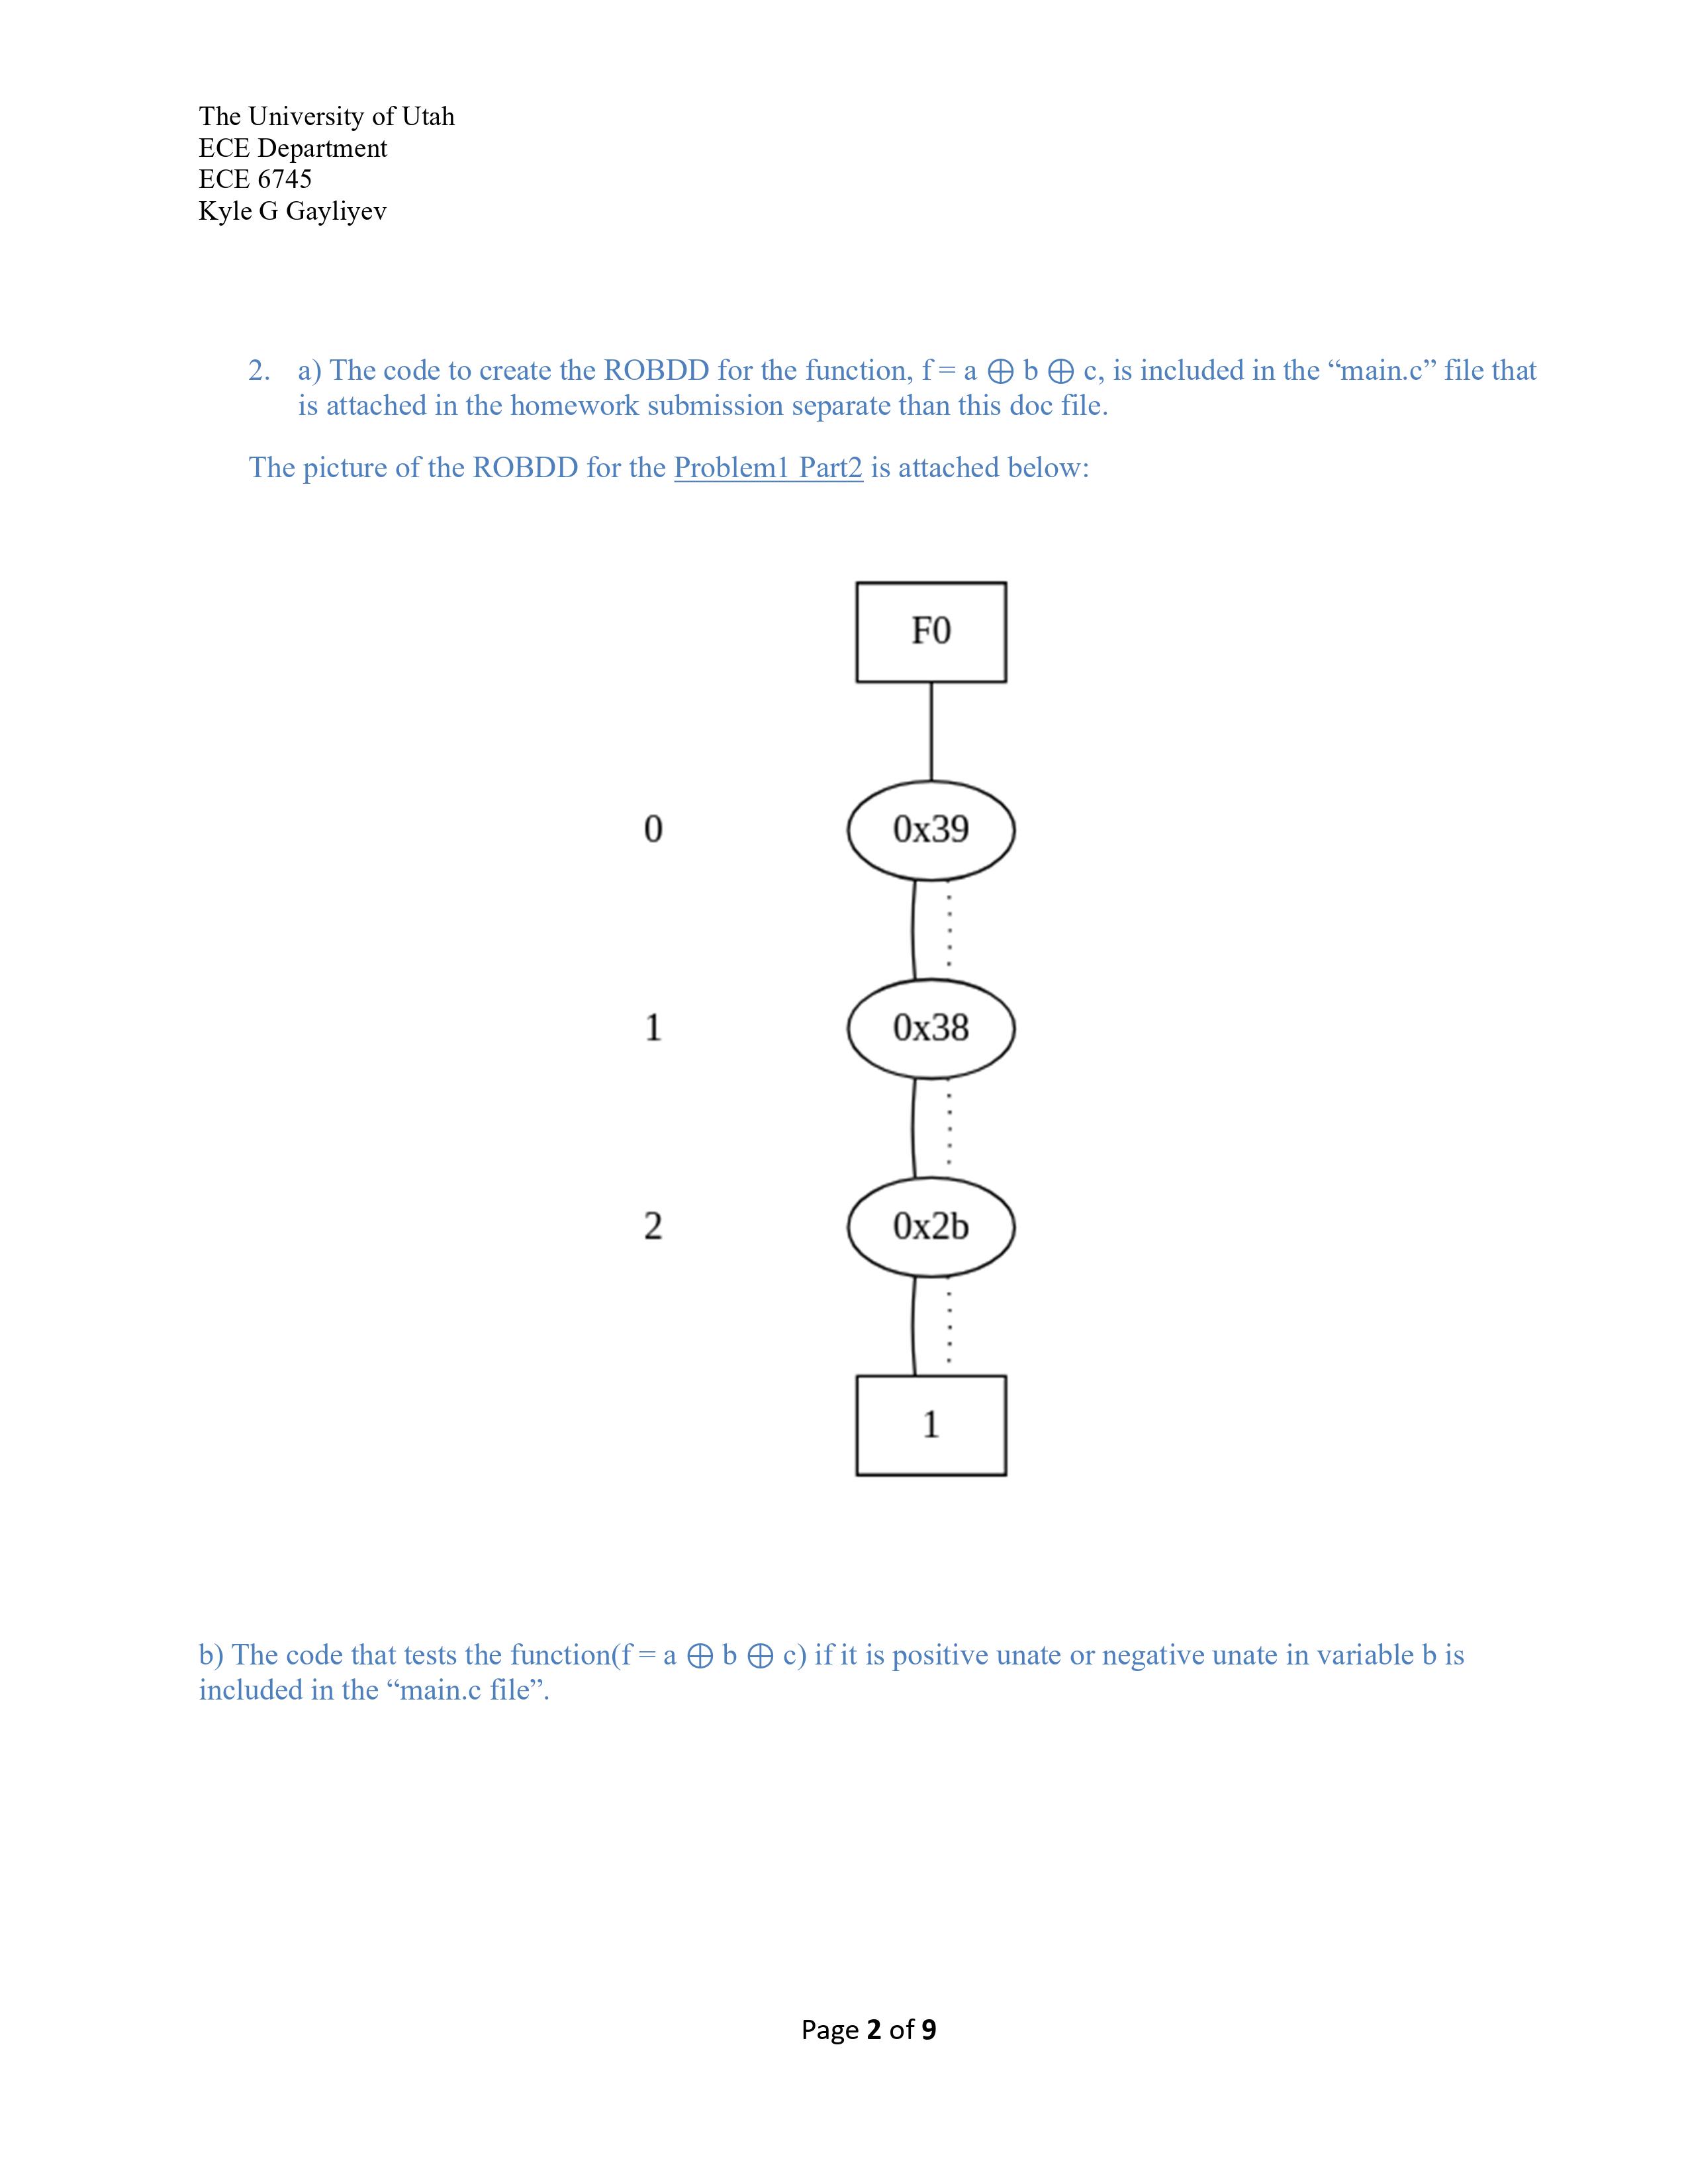 The University of Utah
ECE Department
ECE 6745
Kyle G Gayliyev
2. a) The code to create the ROBDD for the function, f = a ⊕ b ⊕ c, is included in the “main.c” file that
is attached in the homework submission separate than this doc file.
The picture of the ROBDD for the Problem1 Part2 is attached below:
F0
0 0x39
1 0x38
2 0x2b
1
b) The code that tests the function(f = a ⊕ b ⊕ c) if it is positive unate or negative unate in variable b is
included in the “main.c file”.
Page 2 of 9